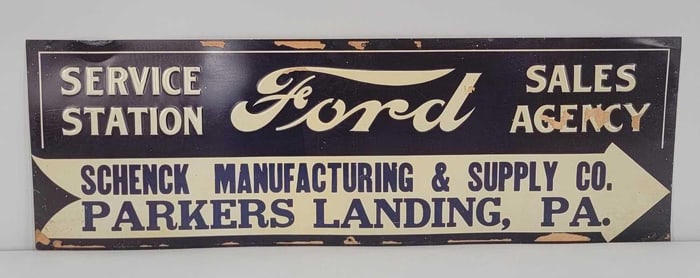 SERVICE STATION
Ford
SALES AGENCY
SCHENCK MANUFACTURING & SUPPLY CO.
PARKERS LANDING, PA.